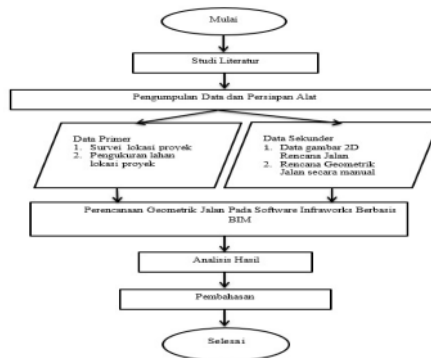 Mulai
Studi Literatur
Pengumpulan Data dan Persiapan Alat
Data Primer
1. Survei lokasi proyek
2. Pengukuran lahan
lokasi proyek
Data Sekunder
1. Data gambar 2D
Rencana Jalan
2. Rencana Geometrik
Jalan secara manual
Perencanaan Geometrik Jalan Pada Software Infraworks Berbasis
BIM
Analisis Hasil
Pembahasan
Selesai